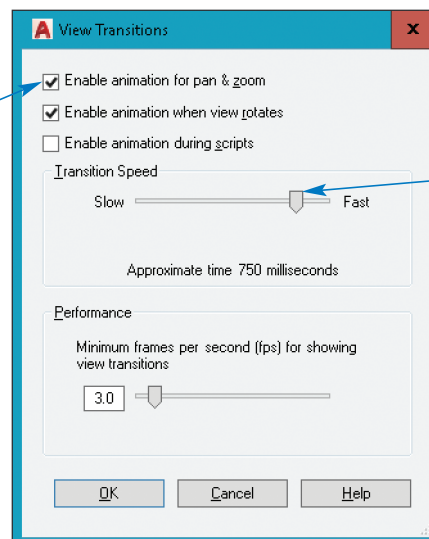 A View Transitions x
Enable animation for pan & zoom
Enable animation when view rotates
Enable animation during scripts
Transition Speed
Slow Fast
Approximate time 750 milliseconds
Performance
Minimum frames per second (fps) for showing
view transitions
3.0
OK Cancel Help